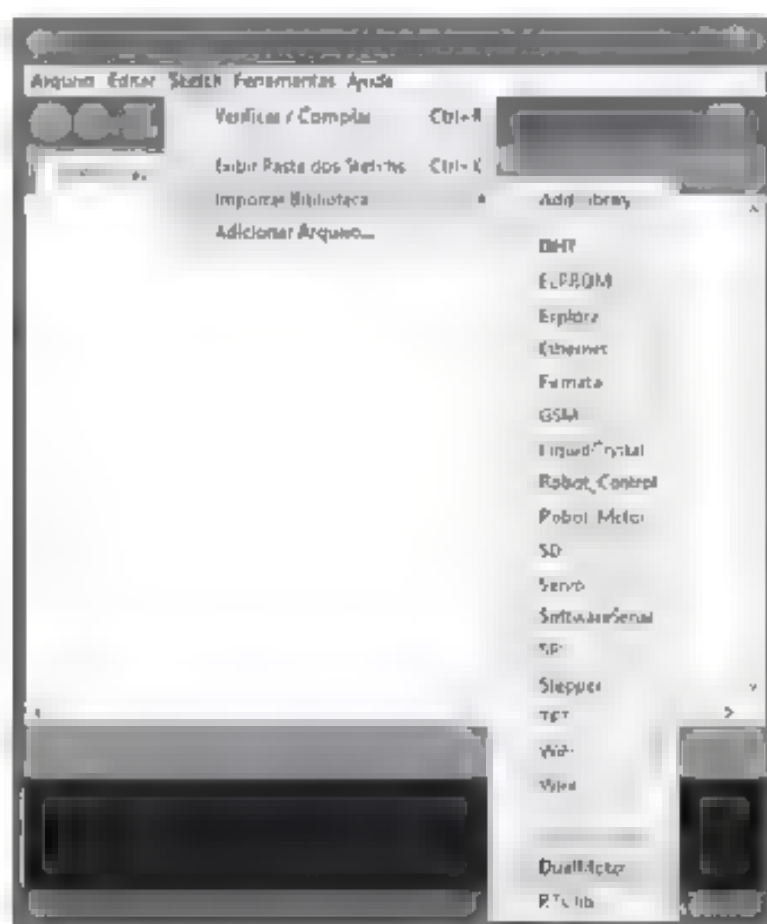 Arquivo Editar Sketch Ferramentas Ajuda
Verificar / Compilar Ctrl+R
Exibir Pasta dos Sketchs Ctrl+K
Importar Biblioteca
Adicionar Arquivo...
Add Library
DHT
EEPROM
Esplora
Ethernet
Firmata
GSM
LiquidCrystal
Robot_Control
Robot_Motor
SD
Servo
SoftwareSerial
SPI
Stepper
TFT
WiFi
Wire
DualMotor
RTClib